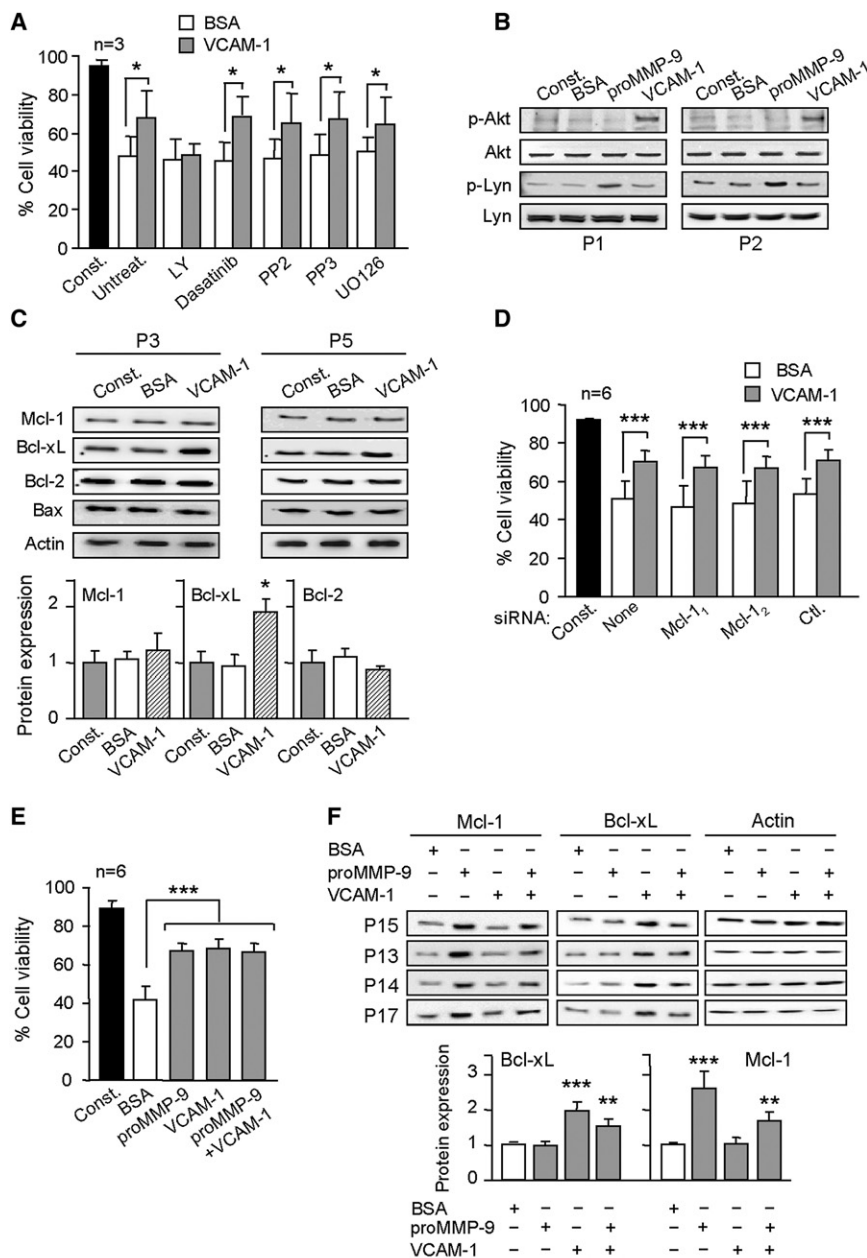 A
BSA
VCAM-1
n=3
% Cell viability
100
80
60
40
20
0
* * * * *
Const.
Untreat.
LY
Dasatinib
PP2
PP3
UO126
B
Const. BSA proMMP-9 VCAM-1 Const. BSA proMMP-9 VCAM-1
p-Akt
Akt
p-Lyn
Lyn
P1 P2
C
P3 P5
Const. BSA VCAM-1 Const. BSA VCAM-1
Mcl-1
Bcl-xL
Bcl-2
Bax
Actin
Protein expression
2
1
0
Mcl-1 Bcl-xL * Bcl-2
Const. BSA VCAM-1 Const. BSA VCAM-1 Const. BSA VCAM-1
D
BSA
VCAM-1
n=6
% Cell viability
100
80
60
40
20
0
*** *** *** ***
siRNA:
Const. None Mcl-1₁ Mcl-1₂ Ctl.
E
n=6
% Cell viability
100
80
60
40
20
0
***
Const. BSA proMMP-9 VCAM-1 proMMP-9
+VCAM-1
F
Mcl-1 Bcl-xL Actin
BSA + – – – + – – – + – – –
proMMP-9 – + – + – + – + – + – +
VCAM-1 – – + + – – + + – – + +
P15
P13
P14
P17
Protein expression
3
2
1
0
Bcl-xL *** **
*** Mcl-1 **
BSA + – – – + – – –
proMMP-9 – + – + – + – +
VCAM-1 – – + + – – + +